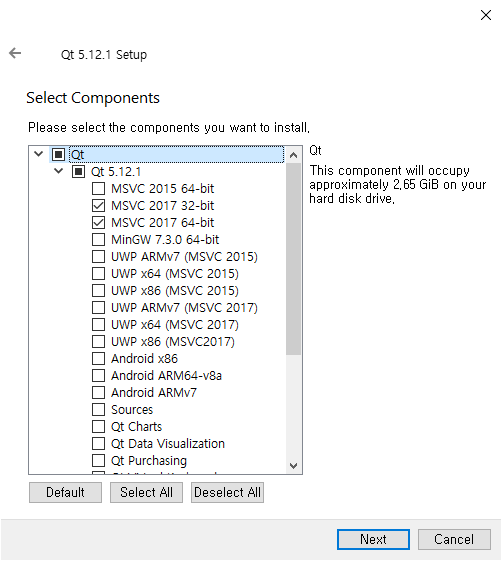 Qt 5.12.1 Setup
Select Components
Please select the components you want to install.
Qt
Qt 5.12.1
MSVC 2015 64-bit
MSVC 2017 32-bit
MSVC 2017 64-bit
MinGW 7.3.0 64-bit
UWP ARMv7 (MSVC 2015)
UWP x64 (MSVC 2015)
UWP x86 (MSVC 2015)
UWP ARMv7 (MSVC 2017)
UWP x64 (MSVC 2017)
UWP x86 (MSVC2017)
Android x86
Android ARM64-v8a
Android ARMv7
Sources
Qt Charts
Qt Data Visualization
Qt Purchasing
Qt
This component will occupy
approximately 2,65 GiB on your
hard disk drive.
Default
Select All
Deselect All
Next
Cancel